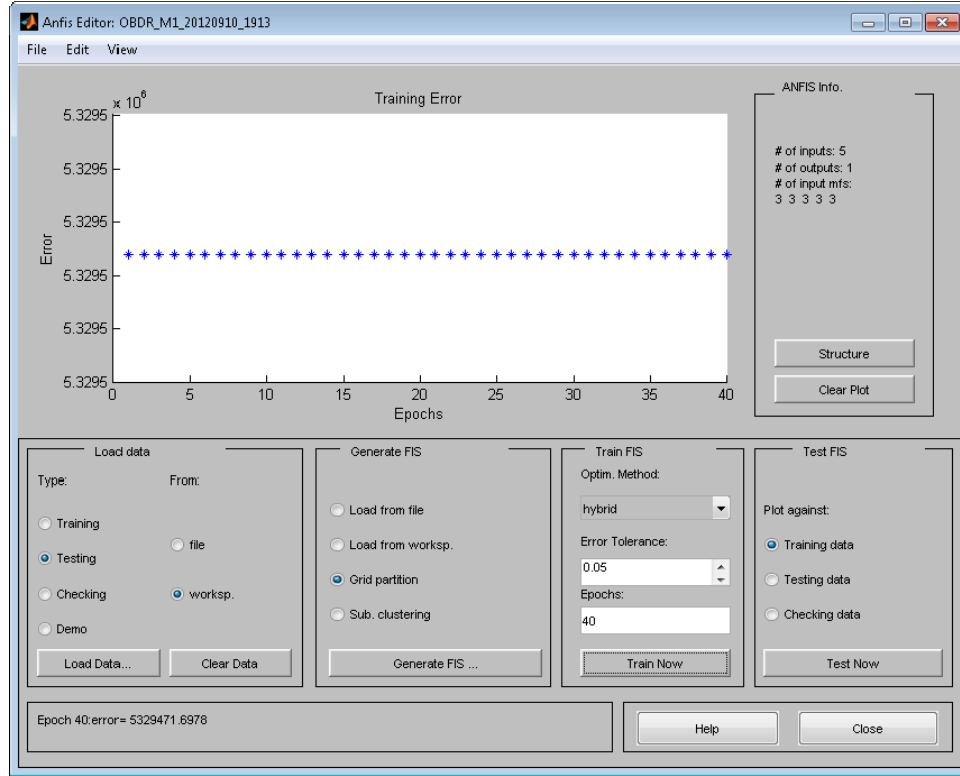 Anfis Editor: OBDR_M1_20120910_1913
File Edit View
x 10^6
Training Error
5.3295
5.3295
5.3295
5.3295
5.3295
5.3295
Error
0 5 10 15 20 25 30 35 40
Epochs
ANFIS Info.
# of inputs: 5
# of outputs: 1
# of input mfs:
3 3 3 3 3
Structure
Clear Plot
Load data
Type: From:
Training
file
Testing
Checking
worksp.
Demo
Load Data... Clear Data
Generate FIS
Load from file
Load from worksp.
Grid partition
Sub. clustering
Generate FIS ...
Train FIS
Optim. Method:
hybrid
Error Tolerance:
0.05
Epochs:
40
Train Now
Test FIS
Plot against:
Training data
Testing data
Checking data
Test Now
Epoch 40:error= 5329471.6978
Help Close